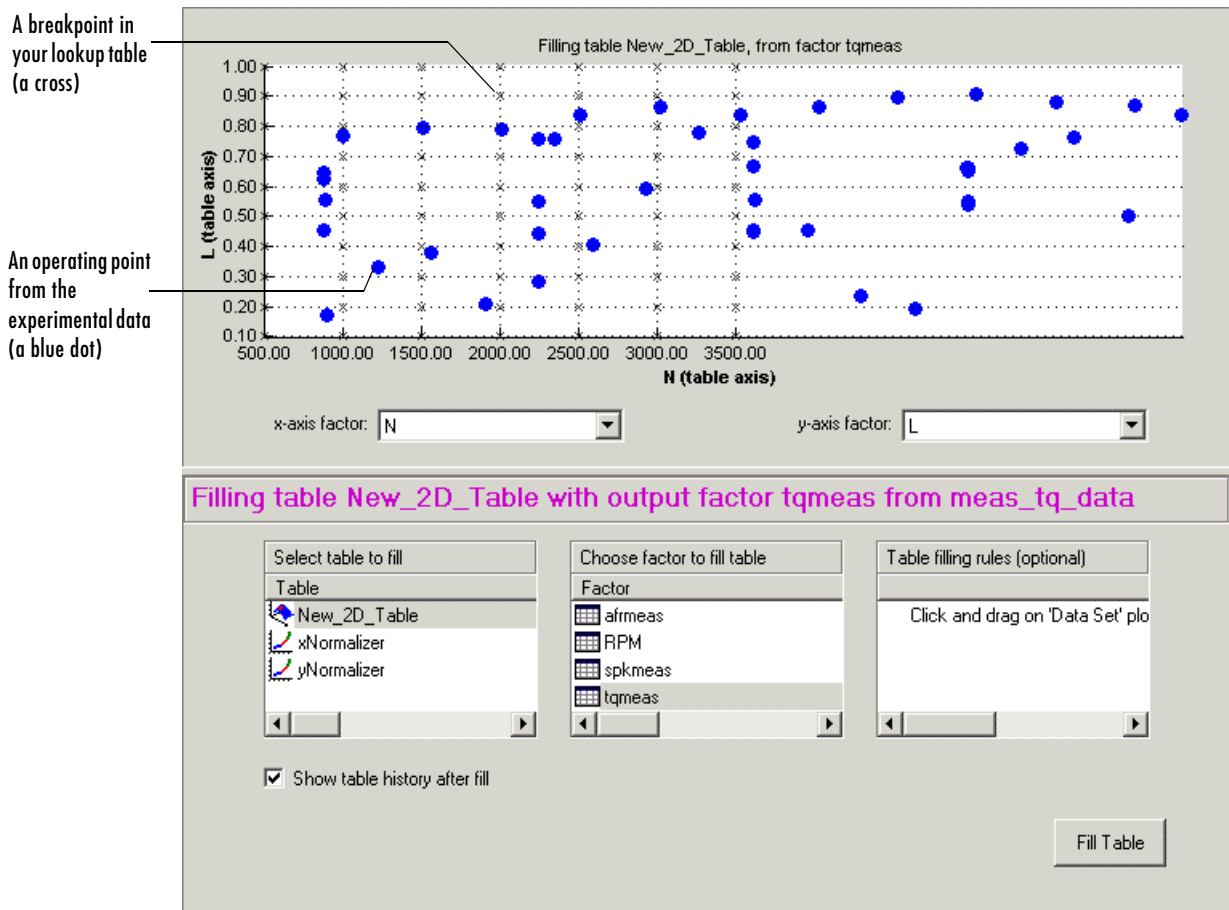 A breakpoint in
your lookup table
(a cross)
An operating point
from the
experimental data
(a blue dot)
Filling table New_2D_Table, from factor tqmeas
1.00
0.90
0.80
0.70
0.60
0.50
0.40
0.30
0.20
0.10
L (table axis)
500.00 1000.00 1500.00 2000.00 2500.00 3000.00 3500.00
N (table axis)
x-axis factor: N
y-axis factor: L
Filling table New_2D_Table with output factor tqmeas from meas_tq_data
Select table to fill
Table
New_2D_Table
xNormalizer
yNormalizer
Choose factor to fill table
Factor
afrmeas
RPM
spkmeas
tqmeas
Table filling rules (optional)
Click and drag on 'Data Set' plo
Show table history after fill
Fill Table